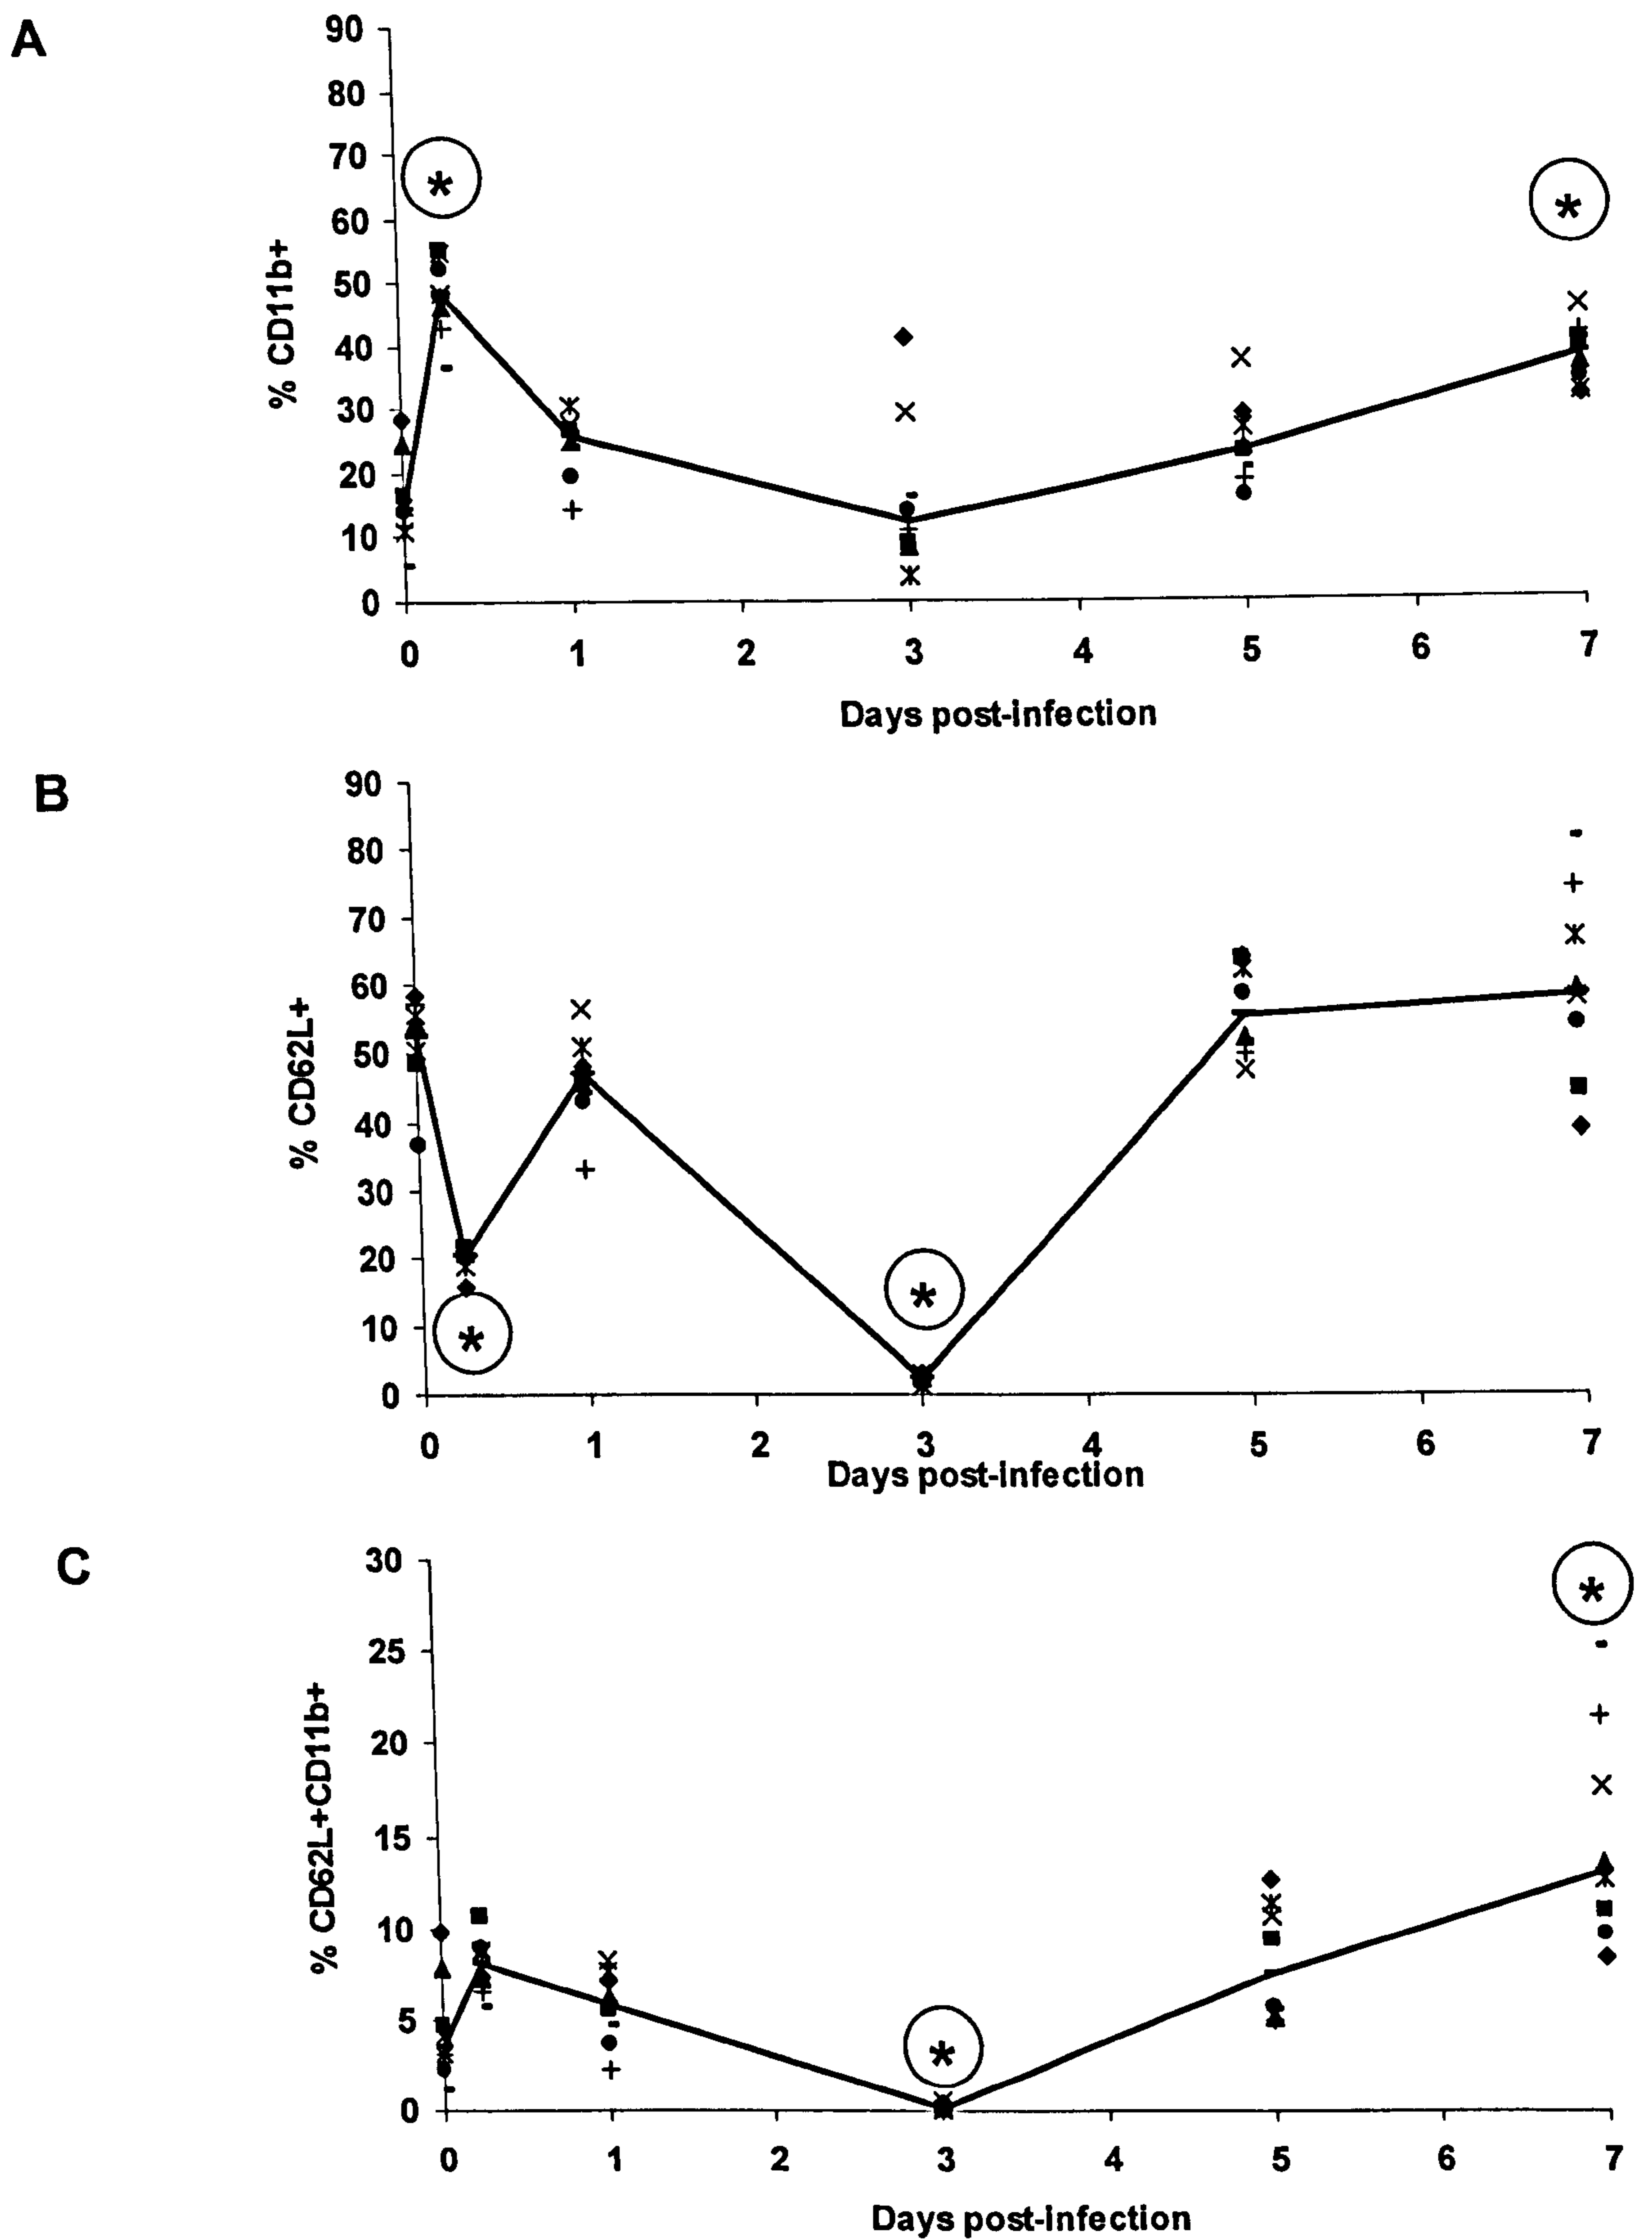 A
90
80
70
60
50
40
30
20
10
0
% CD11b+
*
*
0 1 2 3 4 5 6 7
Days post-infection
B
90
80
70
60
50
40
30
20
10
0
% CD62L+
*
*
0 1 2 3 4 5 6 7
Days post-infection
C
30
25
20
15
10
5
0
% CD62L+CD11b+
*
*
0 1 2 3 4 5 6 7
Days post-infection